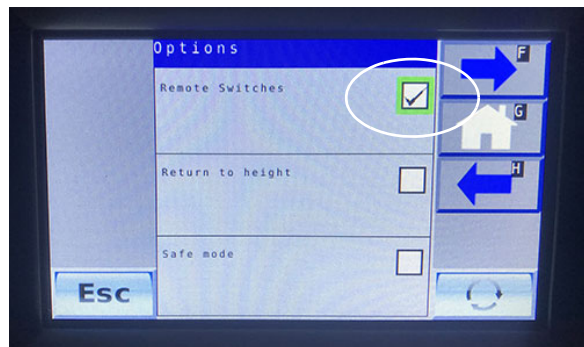 Options
F
Remote Switches
G
Return to height
H
Safe mode
Esc